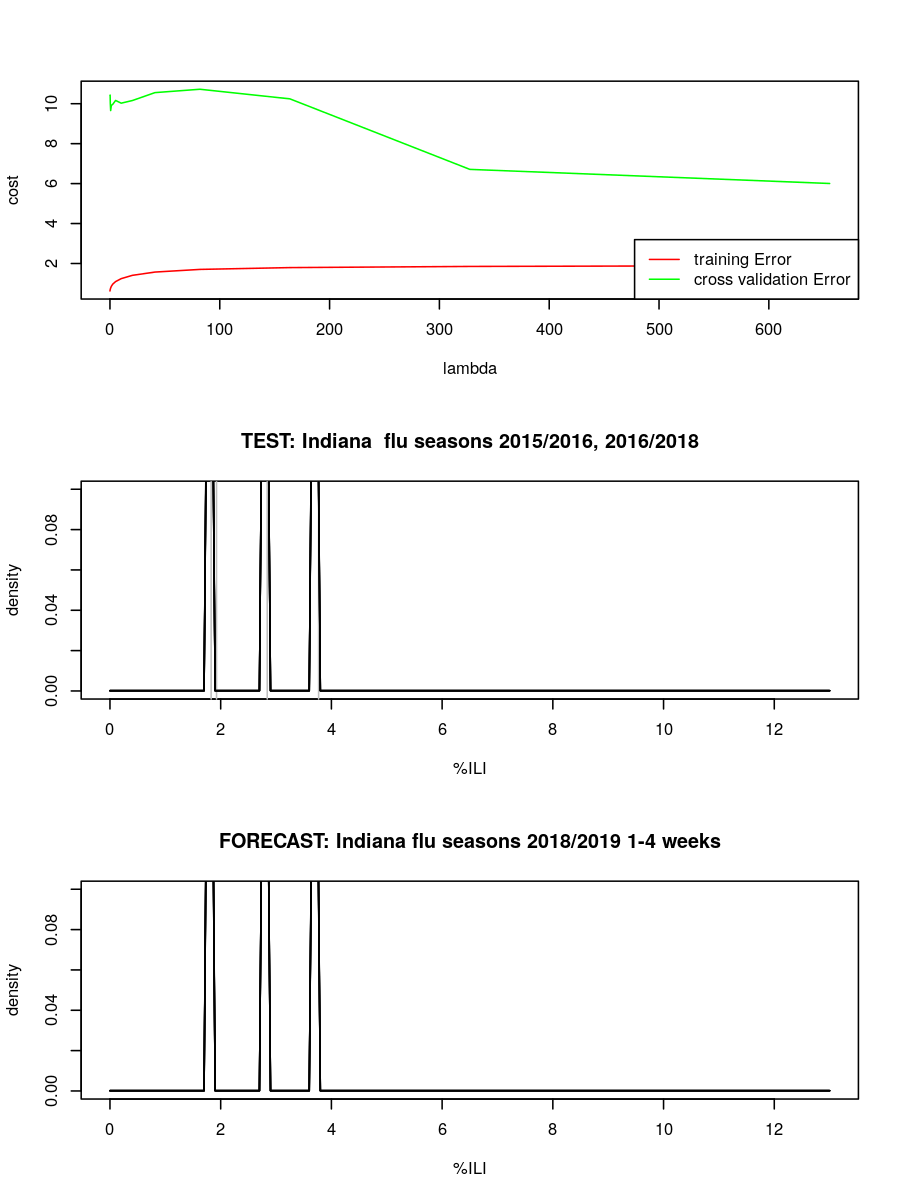 cost
10
8
6
4
2
training Error
cross validation Error
0 100 200 300 400 500 600
lambda
TEST: Indiana  flu seasons 2015/2016, 2016/2018
density
0.08
0.04
0.00
0 2 4 6 8 10 12
%ILI
FORECAST: Indiana flu seasons 2018/2019 1-4 weeks
density
0.08
0.04
0.00
0 2 4 6 8 10 12
%ILI